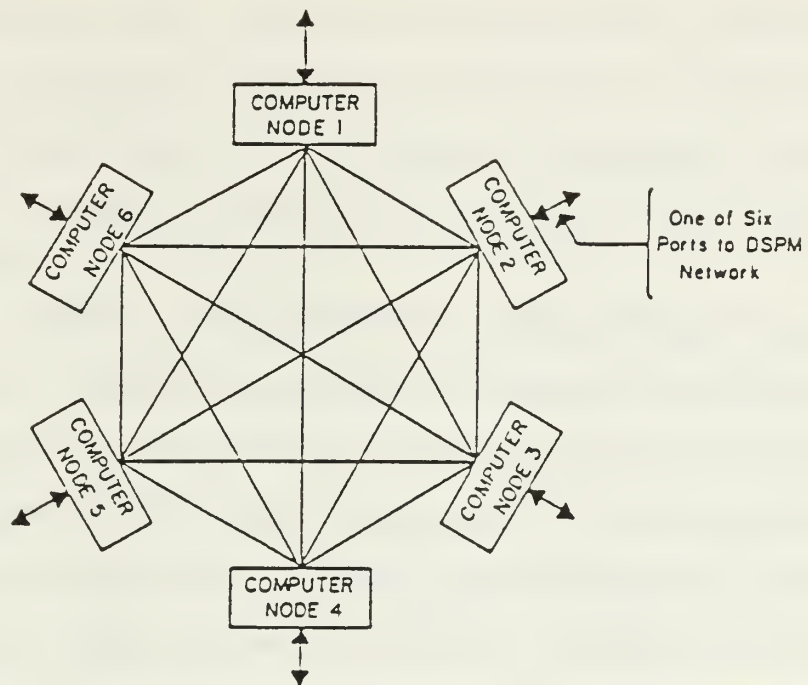 COMPUTER
NODE 1
COMPUTER
NODE 2
One of Six
Ports to DSPM
Network
COMPUTER
NODE 3
COMPUTER
NODE 4
COMPUTER
NODE 5
COMPUTER
NODE 6